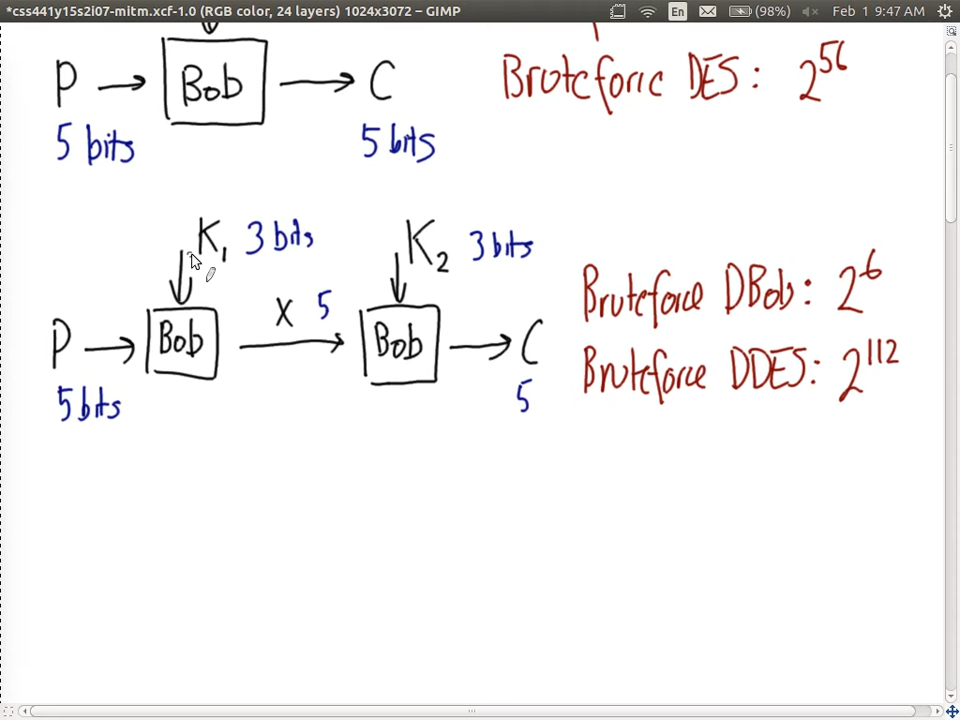 *css441y15s2i07-mitm.xcf-1.0 (RGB color, 24 layers) 1024x3072 – GIMP
En
(98%)
Feb 1 9:47 AM
P → Bob → C
5 bits
5 bits
Bruteforce DES: 2^56
K1 3 bits
K2 3 bits
P → Bob
X 5
Bob → C
5 bits
5
Bruteforce DBob: 2^6
Bruteforce DDES: 2^112